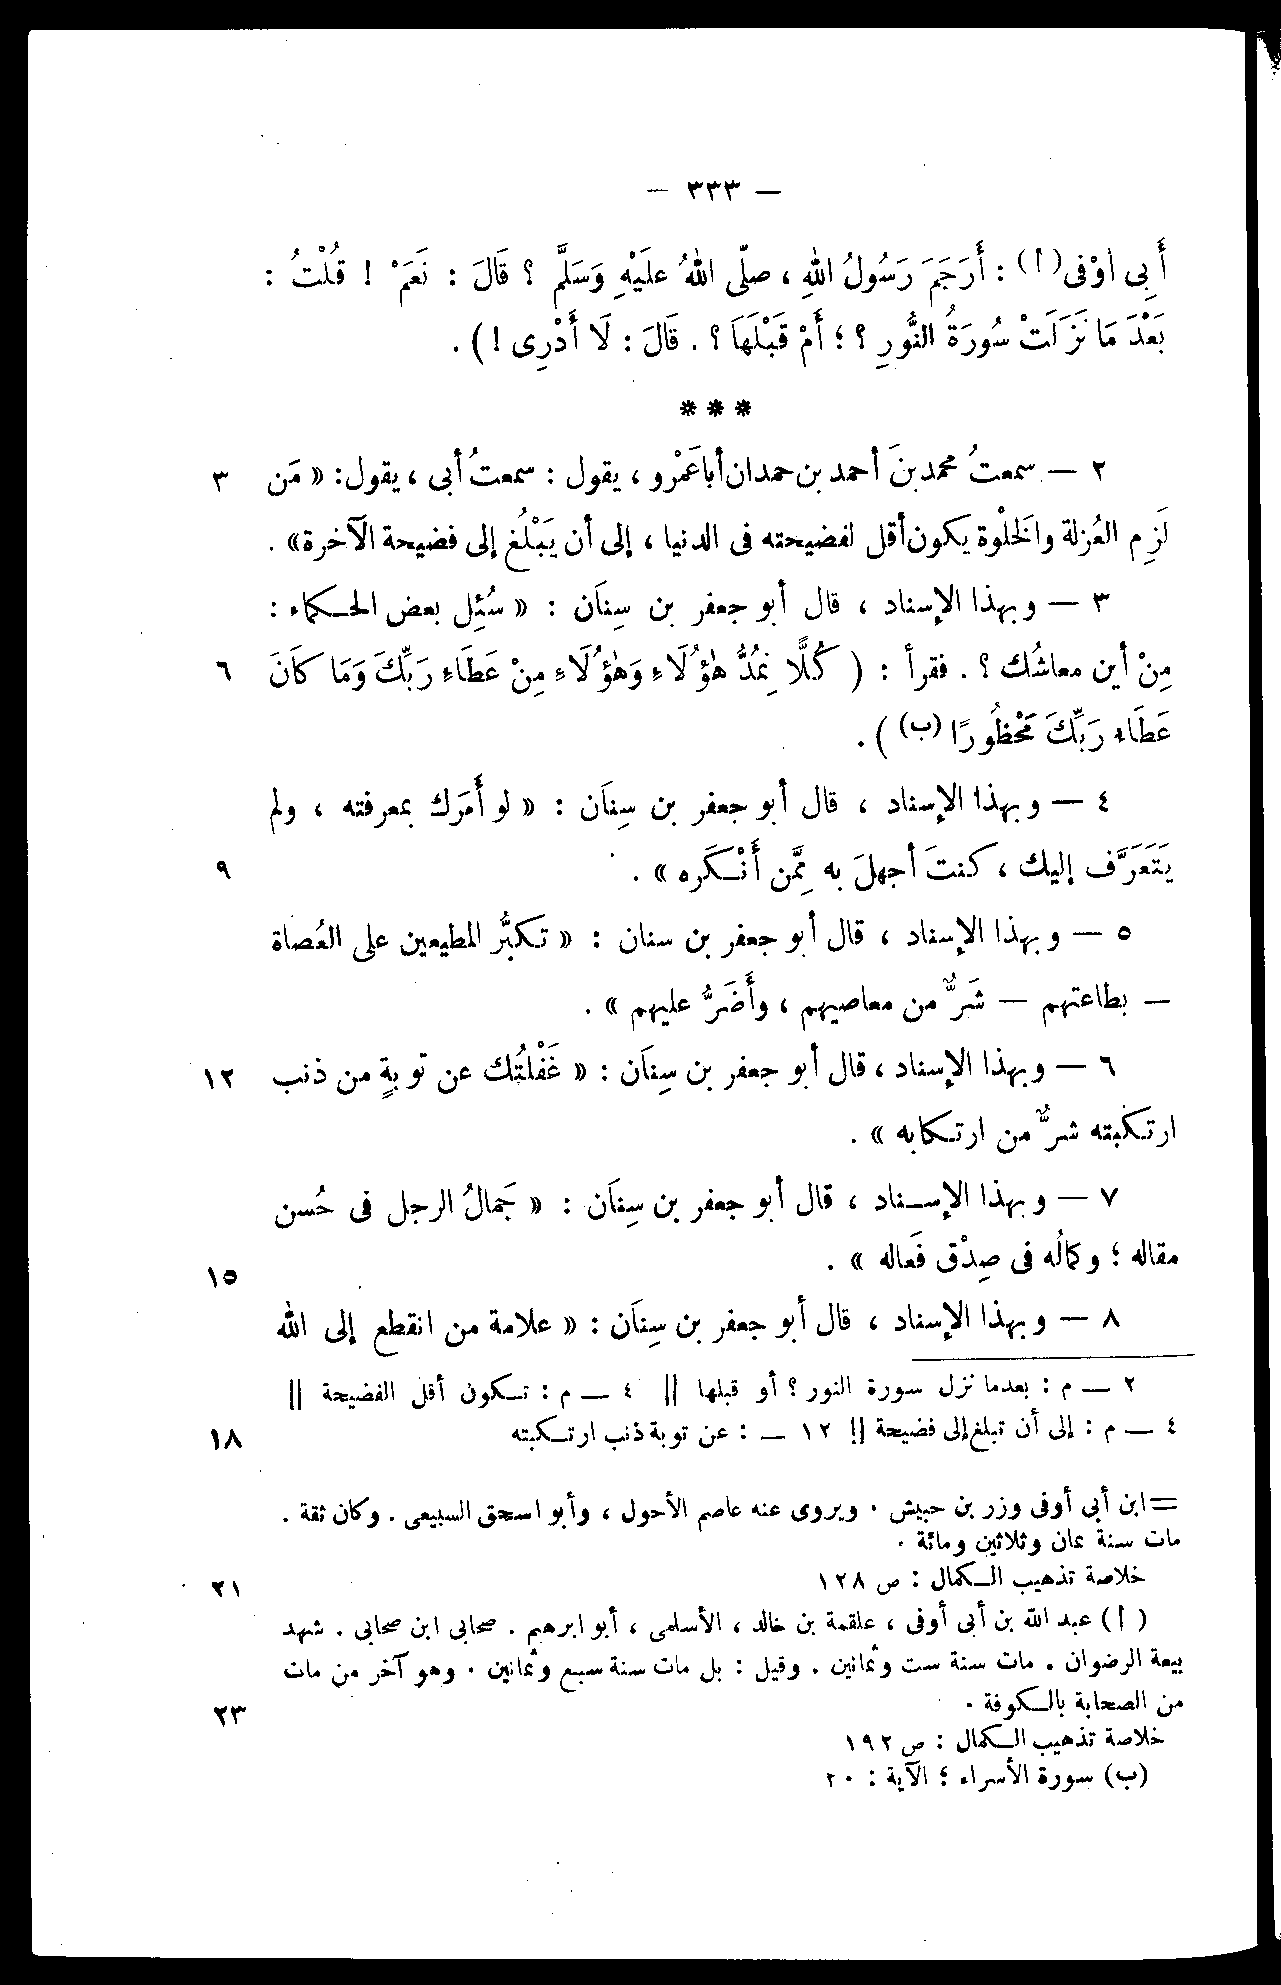 — ٣٣٣ —
أَبِى أوْفى(أ) : أَرَجَمَ رَسُولُ اللهِ ، صلّى اللهُ علَيْهِ وَسَلَّم ؟ قَالَ : نَعَمْ ! قُلْتُ :
بَعْدَ مَا نَزَلَتْ سُورَةُ النُّورِ ؟ ؛ أَمْ قَبْلَهَا ؟ . قَالَ : لَا أَدْرِى ! ) .
* * *
٢ — سمعتُ محمد بنَ أحمد بن حمدان أبا عَمْرو ، يقول : سمعتُ أبى ، يقول: « مَن ٣
لَزِم العُزلة والَخلْوة يكون أقل لفضيحته فى الدنيا ، إلى أن يَبْلُغ إلى فضيحة الآخرة» .
٣ — وبهذا الإسناد ، قال أبو جعفر بن سِنان : « سُئِل بعض الحكماء :
مِنْ أين معاشُك ؟ . فقرأ : ( كُلًّا نِمُدُّ هٰؤُلَاءِ وَهٰؤُلَاءِ مِنْ عَطَاءِ رَبِّكَ وَمَا كَانَ ٦
عَطَاءِ رَبِّكَ مَحْظُورًا (ب) ) .
٤ — وبهذا الإسناد ، قال أبو جعفر بن سِنَان : « لو أَمَرَك بمعرفته ، ولم
يَتَعَرَّف إليك ، كنتَ أجهلَ به مِمَّن أَنْكَرَه » . ٩
٥ — وبهذا الإسناد ، قال أبو جعفر بن سنان : « تكبُّر المطيعين على العُصاة
— بطاعتهم — شَرٌّ من معاصيهم ، وأَضَرُّ عليهم » .
٦ — وبهذا الإسناد ، قال أبو جعفر بن سِنَان : « غَفْلتُك عن توبةٍ من ذنب ١٢
ارتكبته شرٌّ من ارتكابه » .
٧ — وبهذا الإسناد ، قال أبو جعفر بن سِنَان : « جَمالُ الرجل فى حُسن
مقاله ؛ وكمالُه فى صِدْق فَعاله » . ١٥
٨ — وبهذا الإسناد ، قال أبو جعفر بن سِنَان : « علامة من انقطع إلى الله
٢ — م : بعدما نزل سورة النور ؟ أو قبلها || ٤ — م : تكون أقل الفضيحة ||
٤ — م : إلى أن تبلغ إلى فضيحة || ١٢ — : عن توبة ذنب ارتكبته ١٨
= ابن أبى أوفى وزر بن حبيش . ويروى عنه عاصم الأحول ، وأبو اسحق السبيعى . وكان ثقة .
مات سنة ثمان وثلاثين ومائة .
خلاصة تذهيب الكمال : ص ١٢٨ ٢١
( أ ) عبد الله بن أبى أوفى ، علقمة بن خالد ، الأسلمى ، أبو ابرهيم . صحابى ابن صحابى . شهد
بيعة الرضوان . مات سنة ست وثمانين . وقيل : بل مات سنة سبع وثمانين . وهو آخر من مات
من الصحابة بالكوفة . ٢٣
خلاصة تذهيب الكمال : ص ١٩٢
(ب) سورة الأسراء ؛ الآية : ٢٠